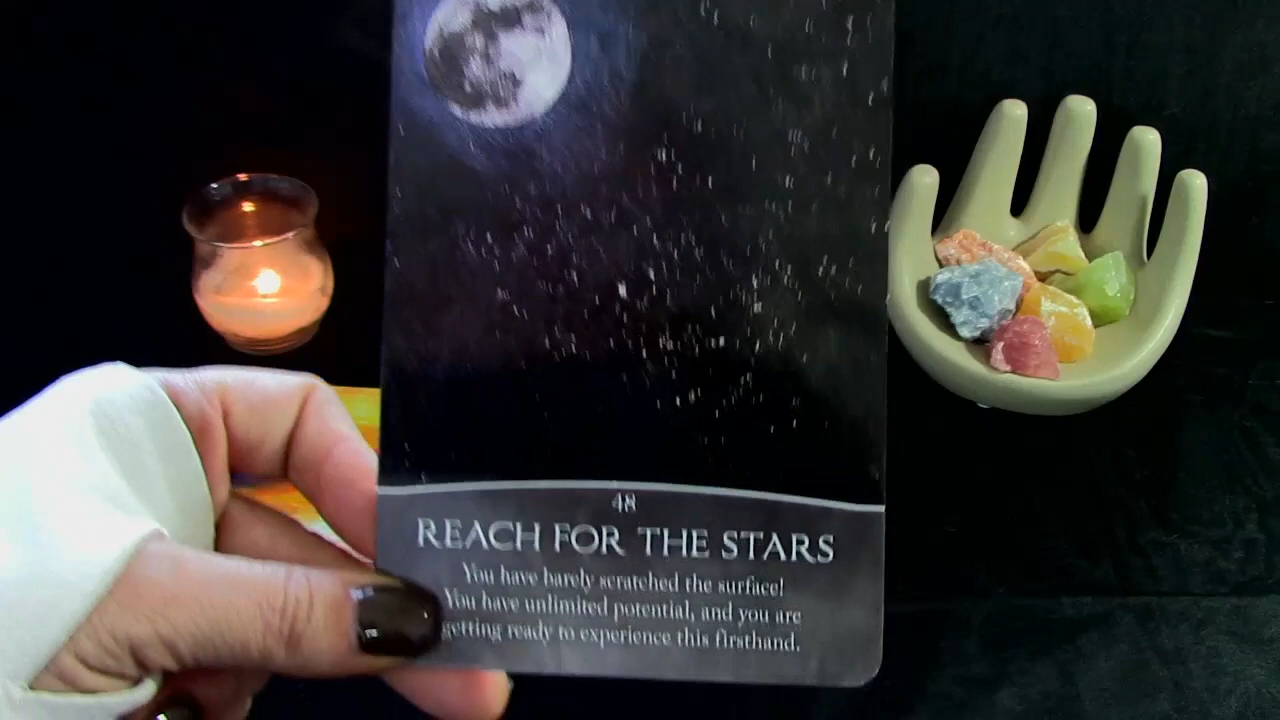 48
REACH FOR THE STARS
You have barely scratched the surface!
You have unlimited potential, and you are
getting ready to experience this firsthand.